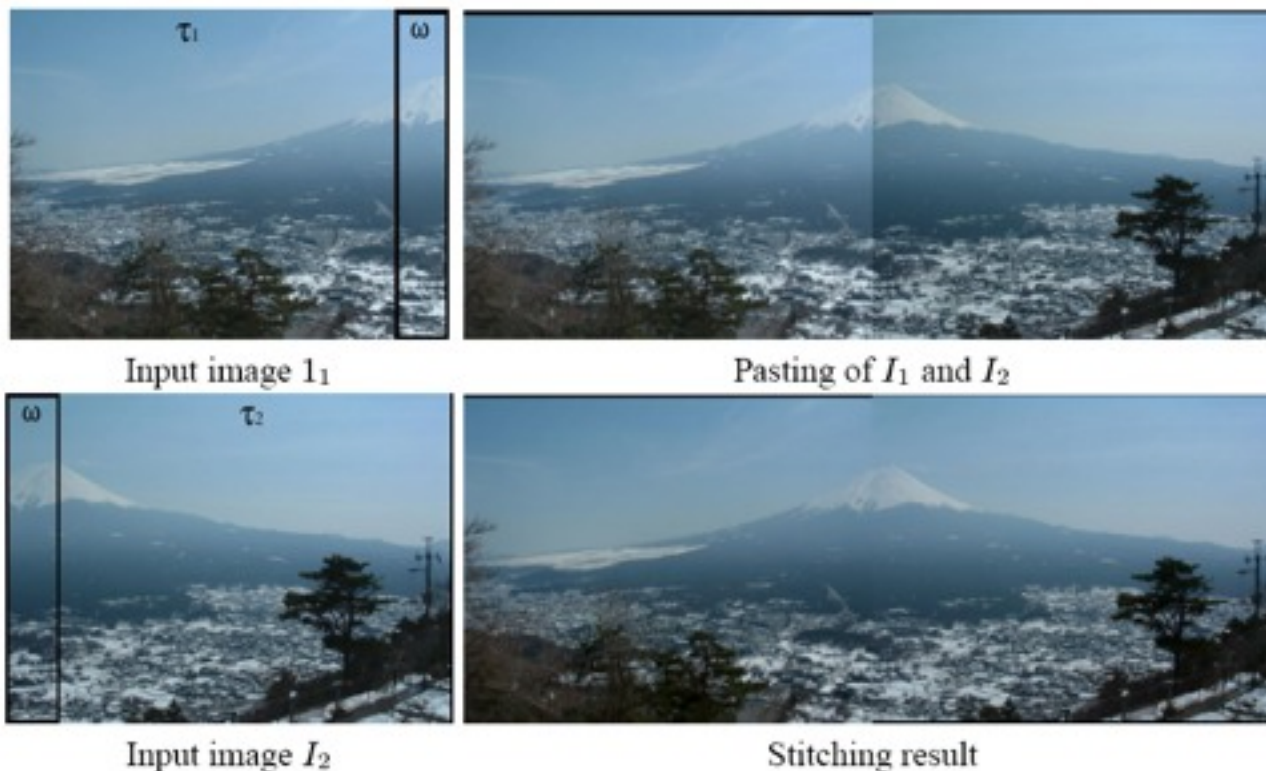 τ₁ ω
Input image 1₁
Pasting of I₁ and I₂
ω τ₂
Input image I₂
Stitching result